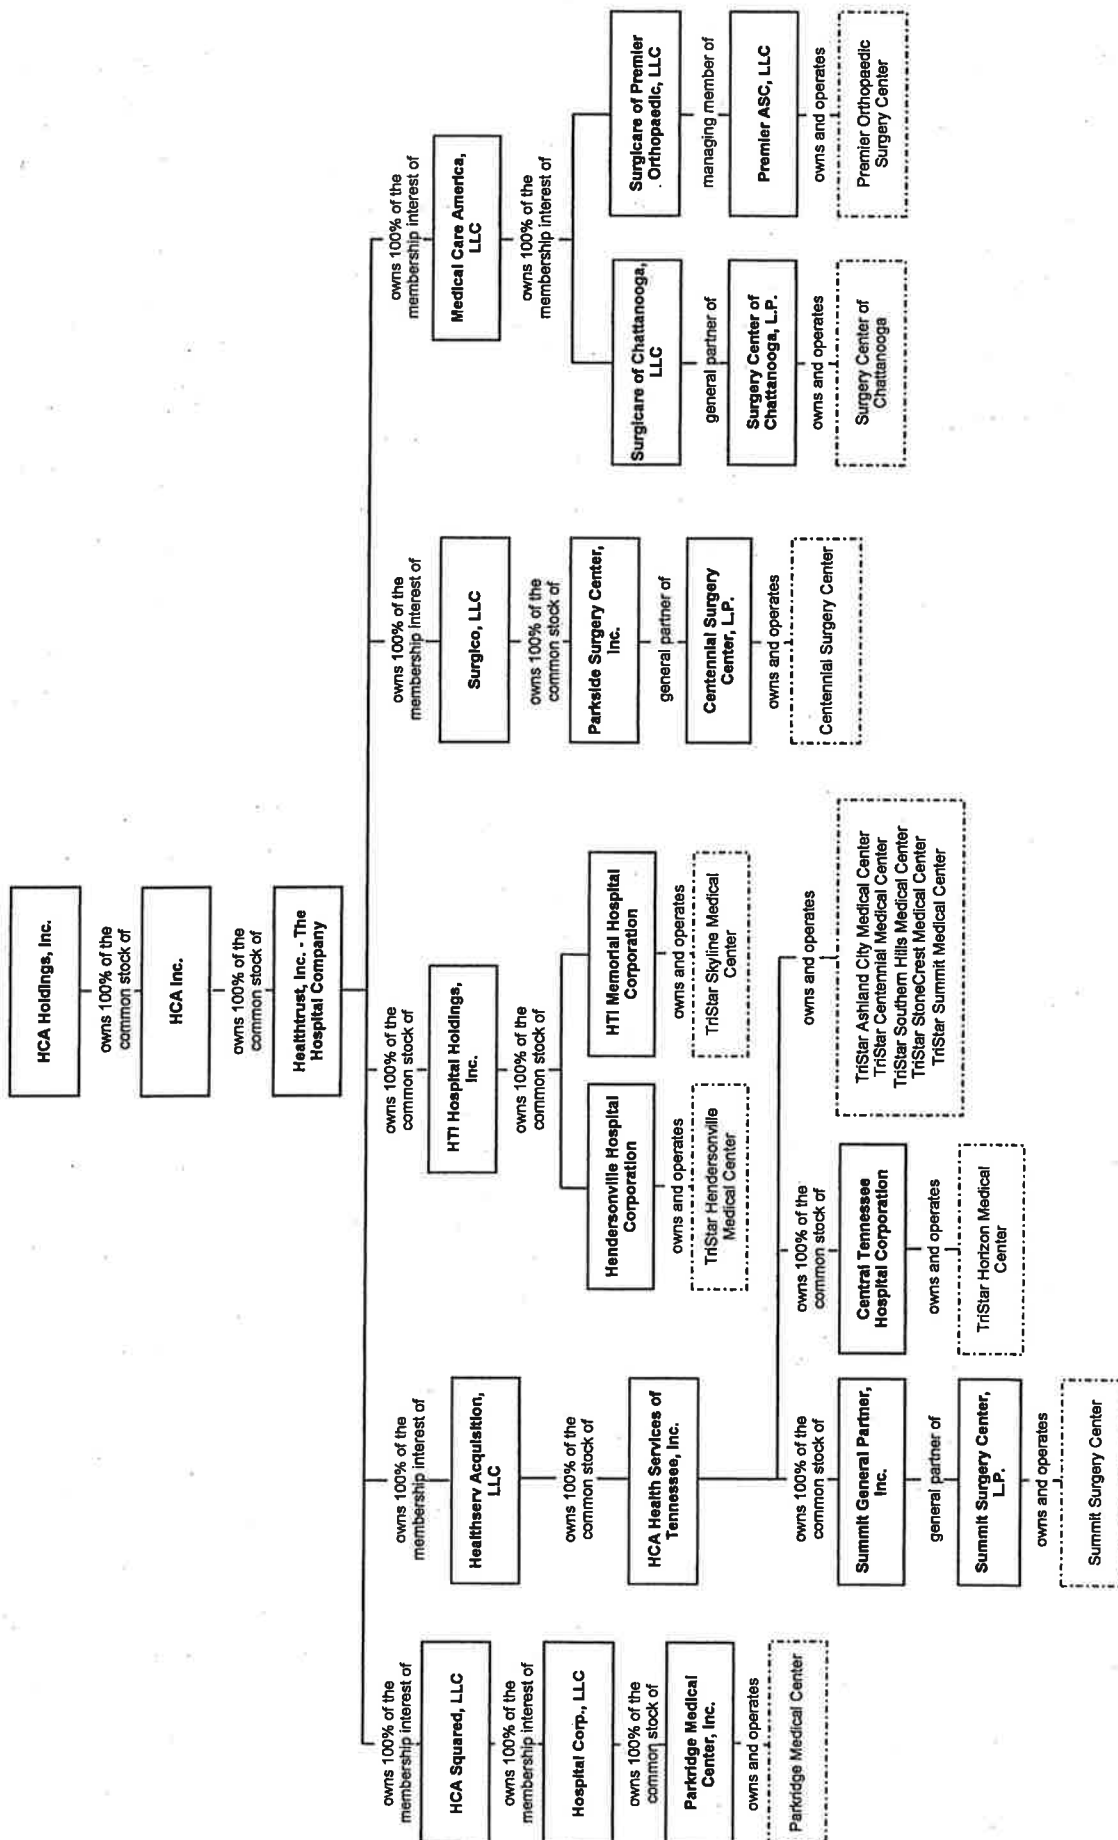 HCA Holdings, Inc.
owns 100% of the
common stock of
HCA Inc.
owns 100% of the
common stock of
Healthtrust, Inc. - The
Hospital Company
owns 100% of the
membership interest of
HCA Squared, LLC
owns 100% of the
membership interest of
Hospital Corp., LLC
owns 100% of the
common stock of
Parkridge Medical
Center, Inc.
owns and operates
Parkridge Medical Center
owns 100% of the
membership interest of
Healthserv Acquisition,
LLC
owns 100% of the
common stock of
HCA Health Services of
Tennessee, Inc.
owns 100% of the
common stock of
Summit General Partner,
Inc.
general partner of
Summit Surgery Center,
L.P.
owns and operates
Summit Surgery Center
owns 100% of the
common stock of
Central Tennessee
Hospital Corporation
owns and operates
TriStar Horizon Medical
Center
owns and operates
TriStar Ashland City Medical Center
TriStar Centennial Medical Center
TriStar Southern Hills Medical Center
TriStar StoneCrest Medical Center
TriStar Summit Medical Center
owns 100% of the
common stock of
HTI Hospital Holdings,
Inc.
owns 100% of the
common stock of
Hendersonville Hospital
Corporation
owns and operates
TriStar Hendersonville
Medical Center
HTI Memorial Hospital
Corporation
owns and operates
TriStar Skyline Medical
Center
owns 100% of the
membership interest of
Surgico, LLC
owns 100% of the
common stock of
Parkside Surgery Center,
Inc.
general partner of
Centennial Surgery
Center, L.P.
owns and operates
Centennial Surgery Center
owns 100% of the
membership interest of
Medical Care America,
LLC
owns 100% of the
membership interest of
Surgicare of Chattanooga,
LLC
general partner of
Surgery Center of
Chattanooga, L.P.
owns and operates
Surgery Center of
Chattanooga
Surgicare of Premier
Orthopaedic, LLC
managing member of
Premier ASC, LLC
owns and operates
Premier Orthopaedic
Surgery Center